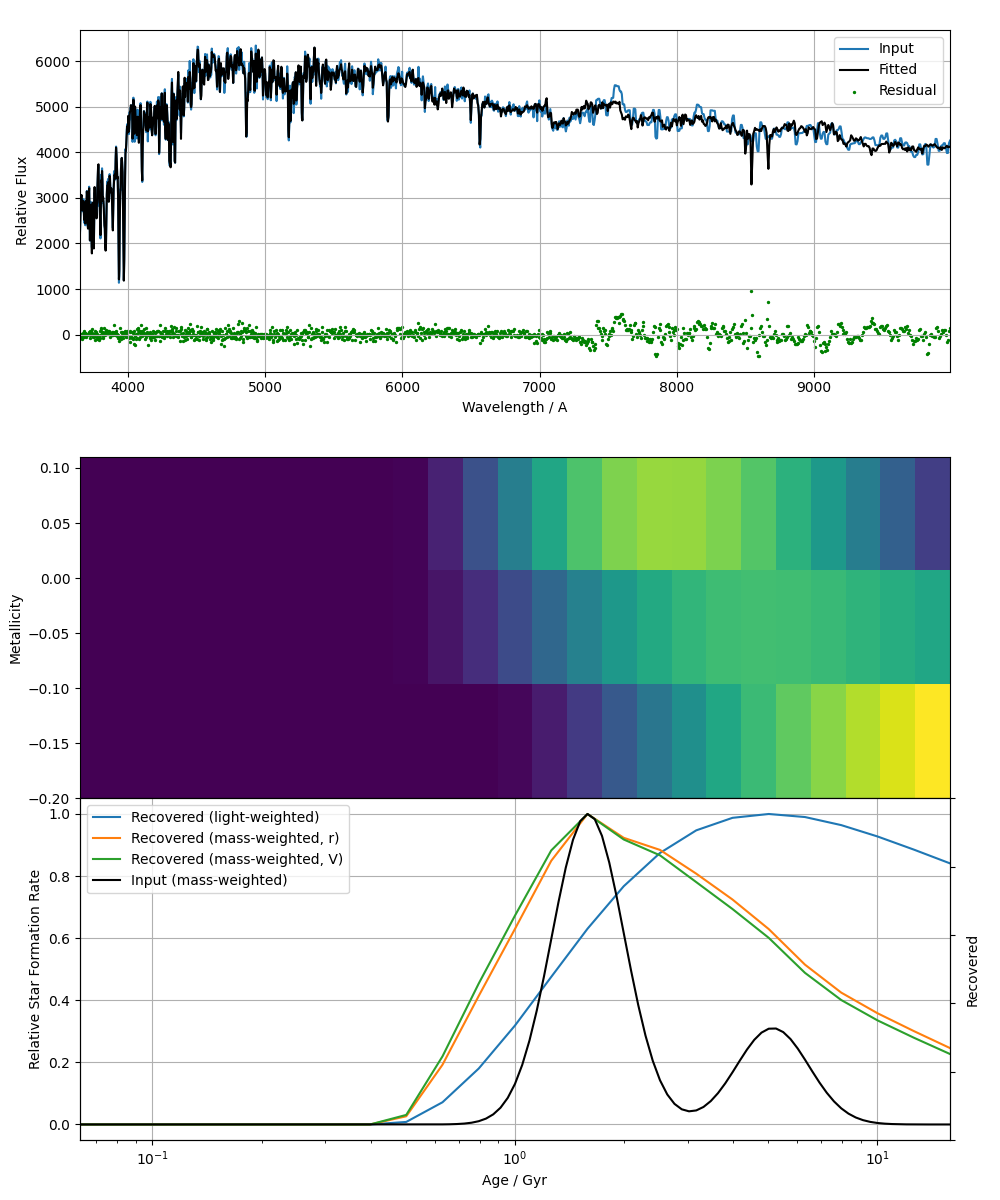 6000
5000
4000
3000
2000
1000
0
Relative Flux
Input
Fitted
Residual
4000 5000 6000 7000 8000 9000
Wavelength / A
0.10
0.05
0.00
−0.05
−0.10
−0.15
−0.20
Metallicity
1.0
0.8
0.6
0.4
0.2
0.0
Relative Star Formation Rate
Recovered (light-weighted)
Recovered (mass-weighted, r)
Recovered (mass-weighted, V)
Input (mass-weighted)
Recovered
10⁻¹ 10⁰ 10¹
Age / Gyr